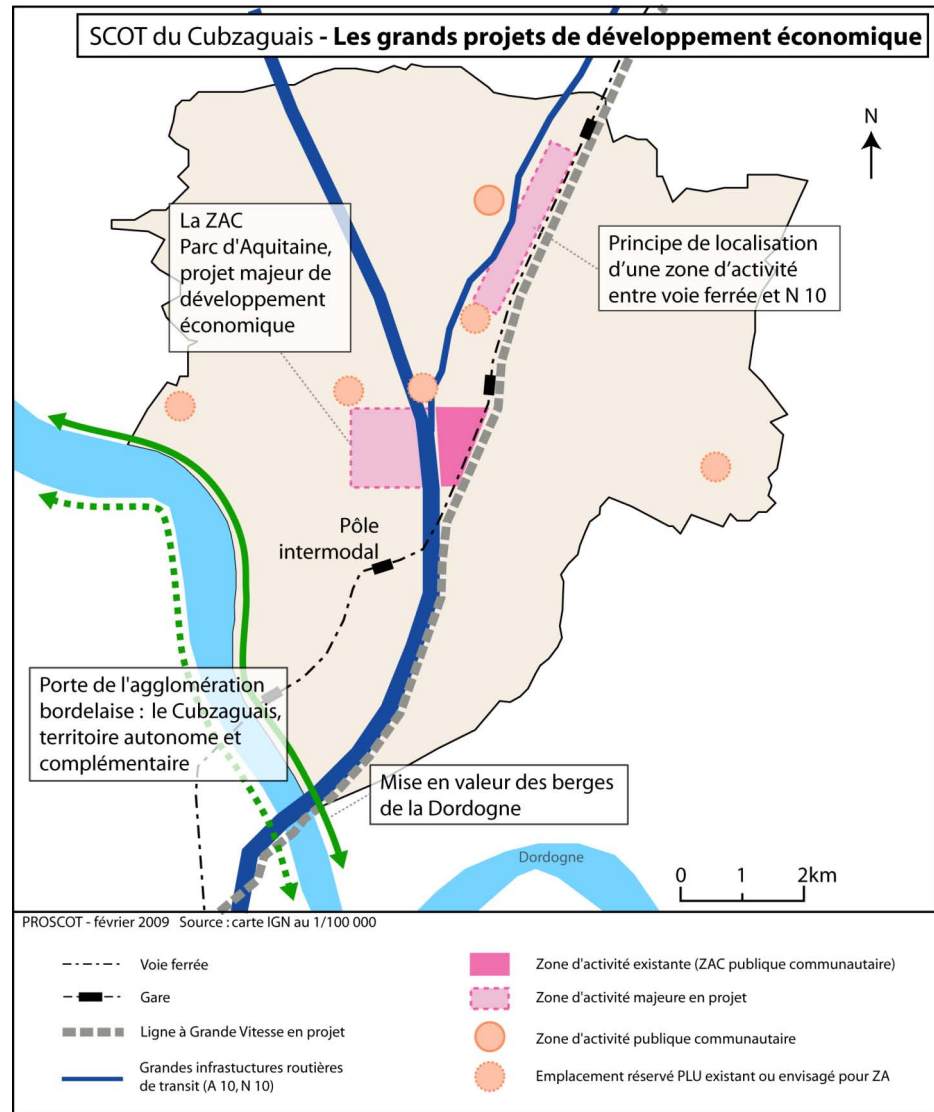 SCOT du Cubzaguais - Les grands projets de développement économique
N
La ZAC
Parc d'Aquitaine,
projet majeur de
développement
économique
Principe de localisation
d'une zone d'activité
entre voie ferrée et N 10
Pôle
intermodal
Porte de l'agglomération
bordelaise : le Cubzaguais,
territoire autonome et
complémentaire
Mise en valeur des berges
de la Dordogne
Dordogne
0 1 2km
PROSCOT - février 2009 Source : carte IGN au 1/100 000
Voie ferrée
Gare
Ligne à Grande Vitesse en projet
Grandes infrastuctures routières
de transit (A 10, N 10)
Zone d'activité existante (ZAC publique communautaire)
Zone d'activité majeure en projet
Zone d'activité publique communautaire
Emplacement réservé PLU existant ou envisagé pour ZA